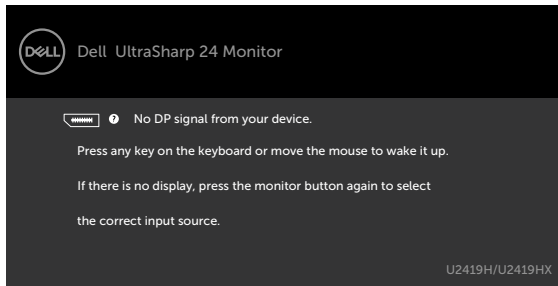 DELL
Dell UltraSharp 24 Monitor
? No DP signal from your device.
Press any key on the keyboard or move the mouse to wake it up.
If there is no display, press the monitor button again to select
the correct input source.
U2419H/U2419HX